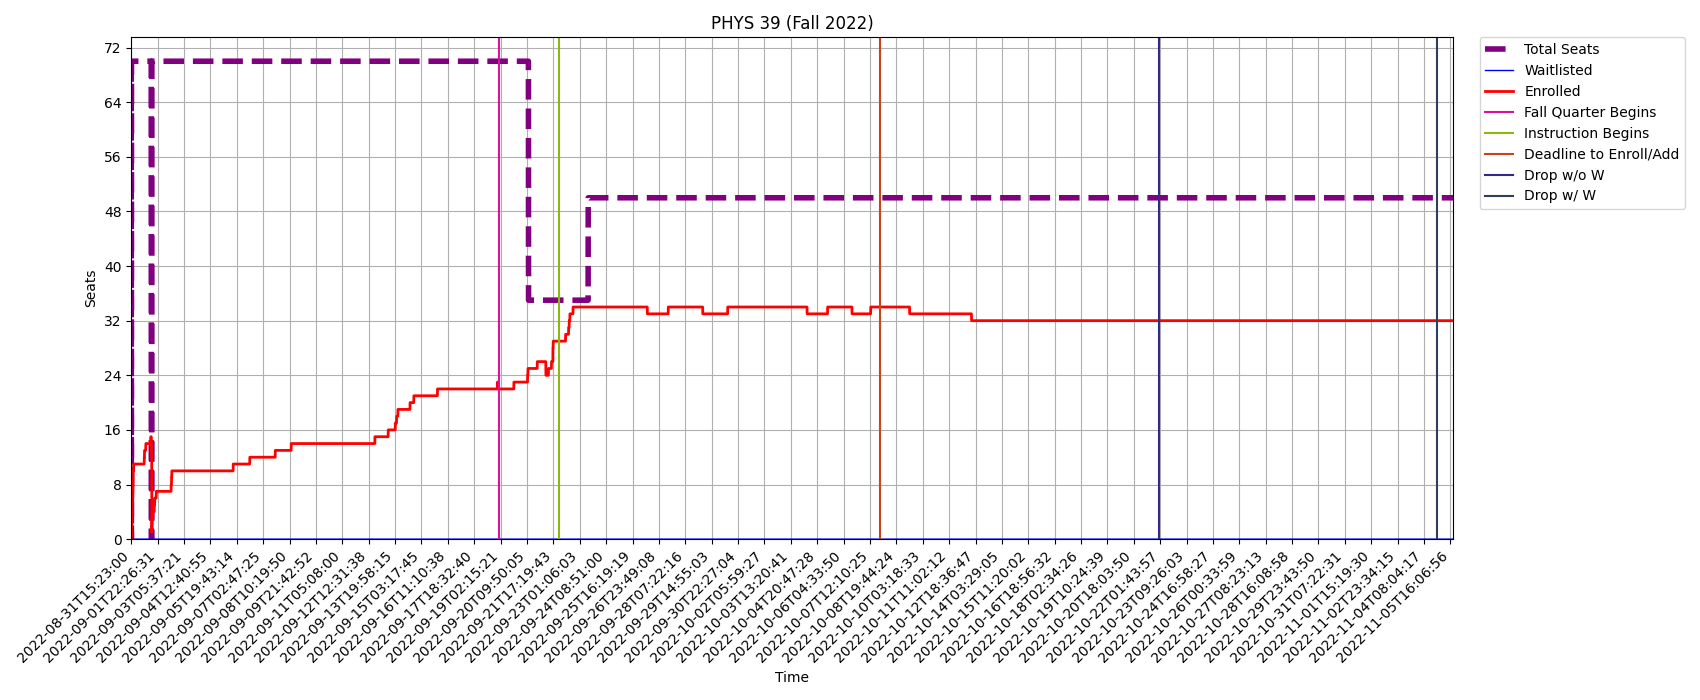 PHYS 39 (Fall 2022)
Total Seats
Waitlisted
Enrolled
Fall Quarter Begins
Instruction Begins
Deadline to Enroll/Add
Drop w/o W
Drop w/ W
Seats
72
64
56
48
40
32
24
16
8
0
2022-08-31T15:23:00
2022-09-01T22:26:31
2022-09-03T05:37:21
2022-09-04T12:40:55
2022-09-05T19:43:14
2022-09-07T02:47:25
2022-09-08T10:19:50
2022-09-09T21:42:52
2022-09-11T05:08:00
2022-09-12T12:31:38
2022-09-13T19:58:15
2022-09-15T03:17:45
2022-09-16T11:10:38
2022-09-17T18:32:40
2022-09-19T02:15:21
2022-09-20T09:50:05
2022-09-21T17:19:43
2022-09-23T01:06:03
2022-09-24T08:51:00
2022-09-25T16:19:19
2022-09-26T23:49:08
2022-09-28T07:22:16
2022-09-29T14:55:03
2022-09-30T22:27:04
2022-10-02T05:59:27
2022-10-03T13:20:41
2022-10-04T20:47:28
2022-10-06T04:33:50
2022-10-07T12:10:25
2022-10-08T19:44:24
2022-10-10T03:18:33
2022-10-11T11:02:12
2022-10-12T18:36:47
2022-10-14T03:29:05
2022-10-15T11:20:02
2022-10-16T18:56:32
2022-10-18T02:34:26
2022-10-19T10:24:39
2022-10-20T18:03:50
2022-10-22T01:43:57
2022-10-23T09:26:03
2022-10-24T16:58:27
2022-10-26T00:33:59
2022-10-27T08:23:13
2022-10-28T16:08:58
2022-10-29T23:43:50
2022-10-31T07:22:31
2022-11-01T15:19:30
2022-11-02T23:34:15
2022-11-04T08:04:17
2022-11-05T16:06:56
Time